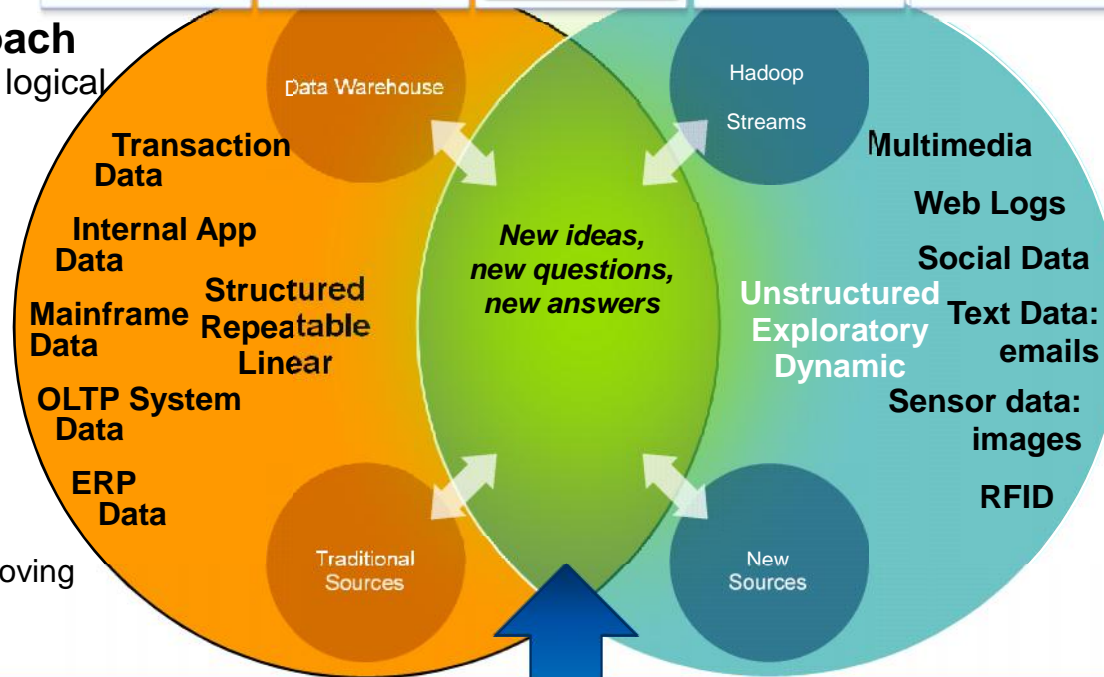 oach
logical
Data Warehouse
Transaction
Data
Internal App
Data
Structured
Repeatable
Linear
Mainframe
Data
OLTP System
Data
ERP
Data
Traditional
Sources
oving
New ideas,
new questions,
new answers
Hadoop
Streams
Multimedia
Web Logs
Social Data
Unstructured
Exploratory
Dynamic
Text Data:
emails
Sensor data:
images
RFID
New
Sources